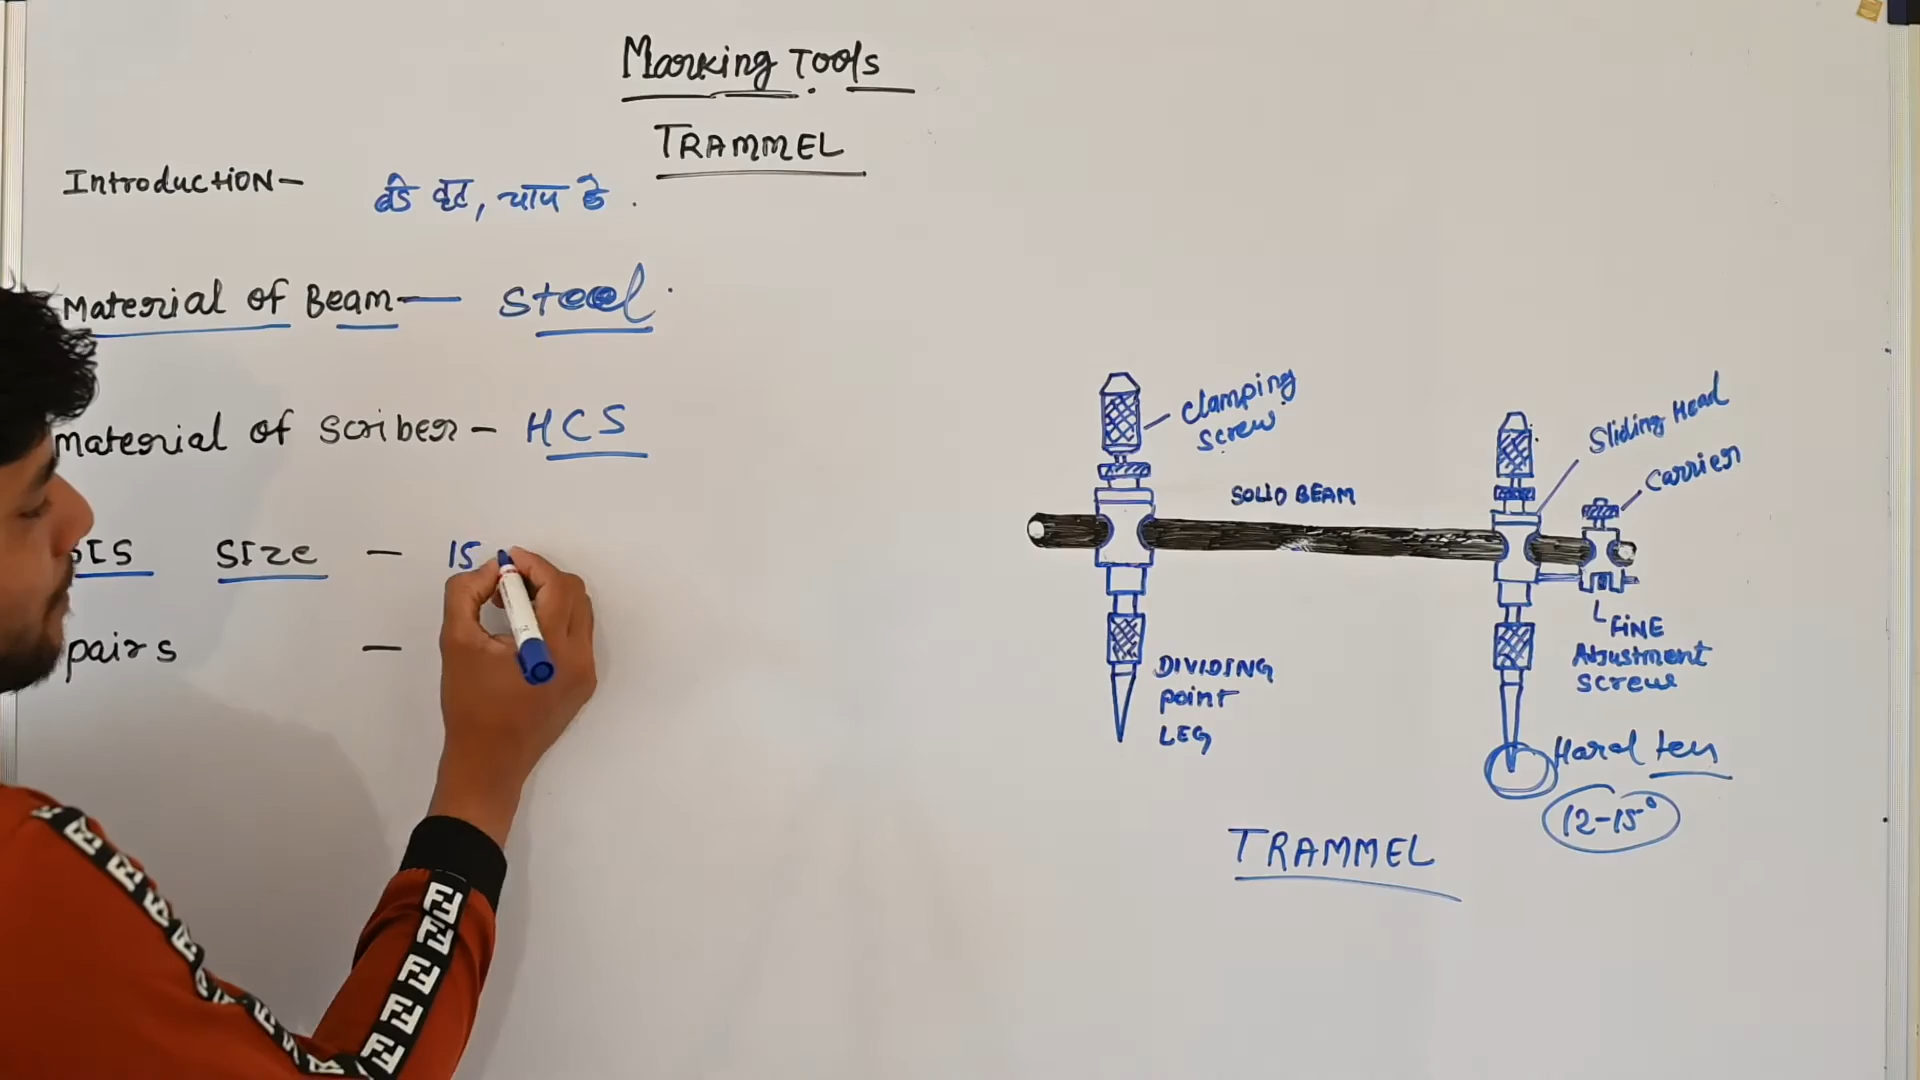 Marking Tools
TRAMMEL
Introduction-
बडे वृत, चाप के .
Material of Beam — Steel
Material of Scriber - HCS
SIze — 15
pairs —
Clamping
Screw
SOLID BEAM
Sliding Head
Carrier
FINE
Adjustment
Screw
DIVIDING
point
LEG
Hard ten
12-15°
TRAMMEL